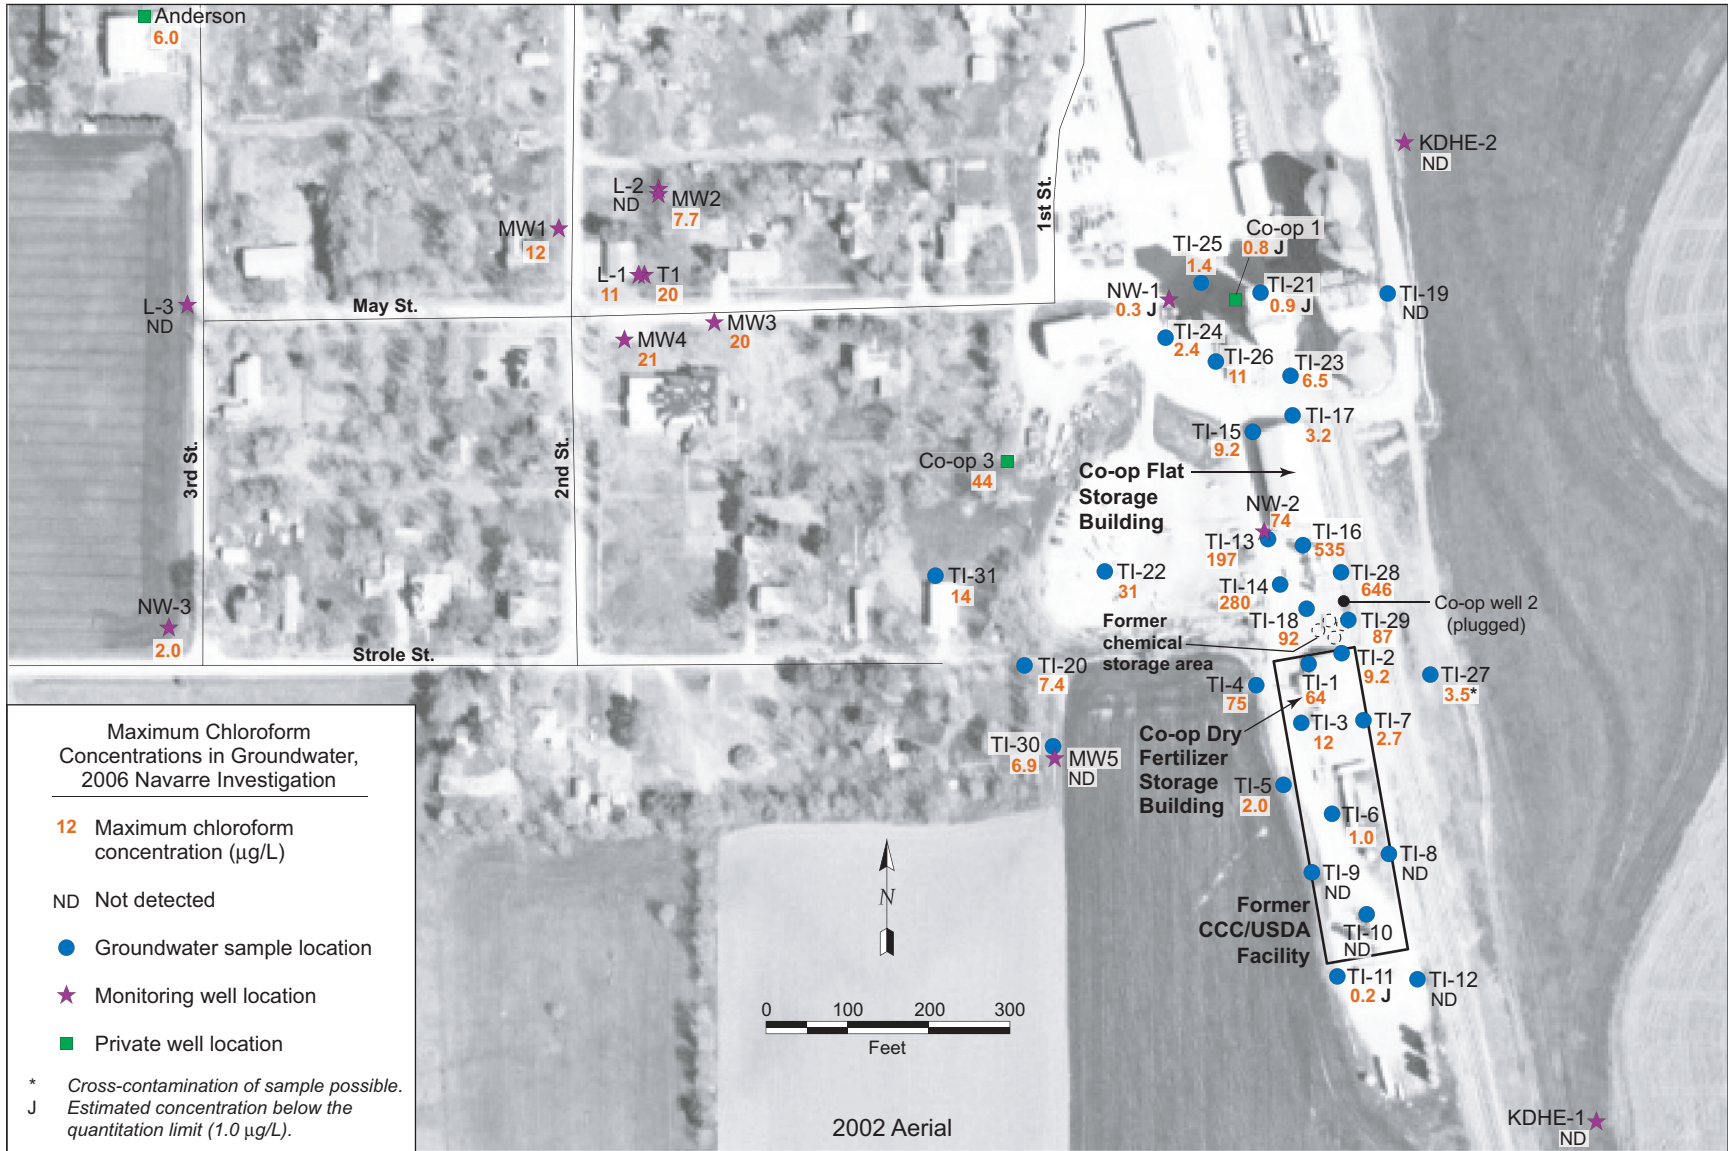 Anderson
6.0
KDHE-2
ND
L-2
ND
MW2
7.7
MW1
12
1st St.
Co-op 1
0.8 J
TI-25
1.4
L-1
11
T1
20
NW-1
0.3 J
TI-21
0.9 J
TI-19
ND
L-3
ND
May St.
MW3
20
MW4
21
TI-24
2.4
TI-26
11
TI-23
6.5
TI-17
3.2
TI-15
9.2
3rd St.
2nd St.
Co-op 3
44
Co-op Flat
Storage
Building
NW-2
74
TI-13
197
TI-16
535
TI-31
14
TI-22
31
TI-14
280
TI-28
646
Co-op well 2
(plugged)
NW-3
2.0
Former
chemical
storage area
TI-18
92
TI-29
87
Strole St.
TI-20
7.4
TI-4
75
TI-1
64
TI-2
9.2
TI-27
3.5*
TI-3
12
TI-7
2.7
Co-op Dry
Fertilizer
Storage
Building
TI-30
6.9
MW5
ND
TI-5
2.0
TI-6
1.0
TI-8
ND
TI-9
ND
Former
CCC/USDA
Facility
TI-10
ND
TI-11
0.2 J
TI-12
ND
KDHE-1
ND
Maximum Chloroform
Concentrations in Groundwater,
2006 Navarre Investigation
12 Maximum chloroform
concentration (µg/L)
ND Not detected
Groundwater sample location
Monitoring well location
Private well location
* Cross-contamination of sample possible.
J Estimated concentration below the
quantitation limit (1.0 µg/L).
N
0 100 200 300
Feet
2002 Aerial